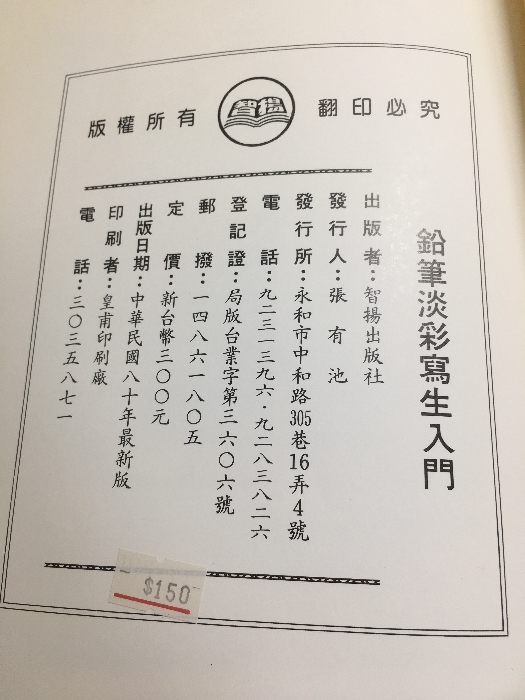 版權所有 智揚 翻印必究
鉛筆淡彩寫生入門
出版者：智揚出版社
發行人：張有池
發行所：永和市中和路305巷16弄4號
電話：九二三一三九六·九二八三八二六
登記證：局版台業字第三六〇六號
郵撥：一四八六一八〇五
定價：新台幣三〇〇元
出版日期：中華民國八十年最新版
印刷者：皇甫印刷廠
電話：三〇三五八七一
$150